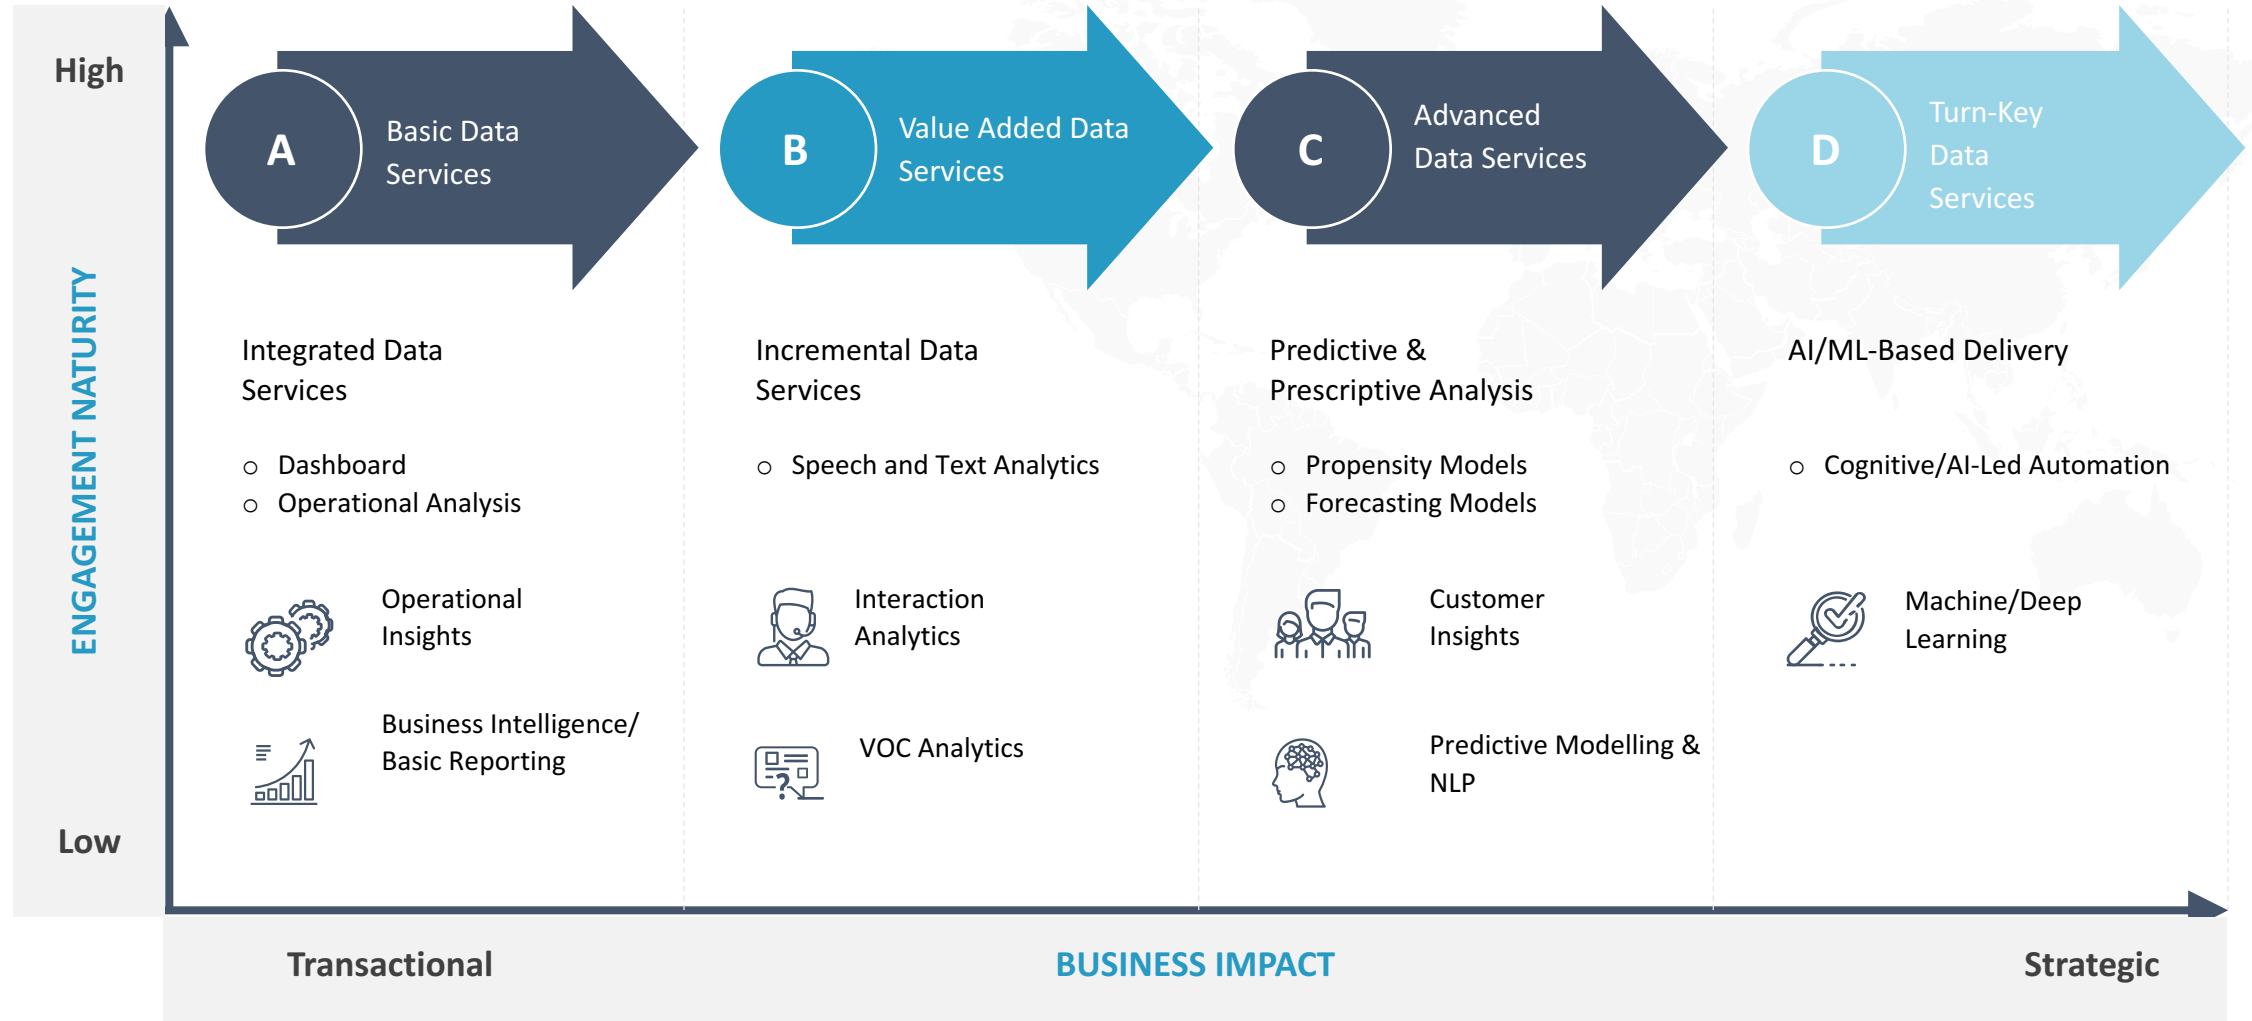 High
ENGAGEMENT NATURITY
Low
A
Basic Data
Services
Integrated Data
Services
o Dashboard
o Operational Analysis
Operational
Insights
Business Intelligence/
Basic Reporting
B
Value Added Data
Services
Incremental Data
Services
o Speech and Text Analytics
Interaction
Analytics
?
VOC Analytics
C
Advanced
Data Services
Predictive &
Prescriptive Analysis
o Propensity Models
o Forecasting Models
Customer
Insights
Predictive Modelling &
NLP
D
Turn-Key
Data
Services
AI/ML-Based Delivery
o Cognitive/AI-Led Automation
Machine/Deep
Learning
Transactional
BUSINESS IMPACT
Strategic